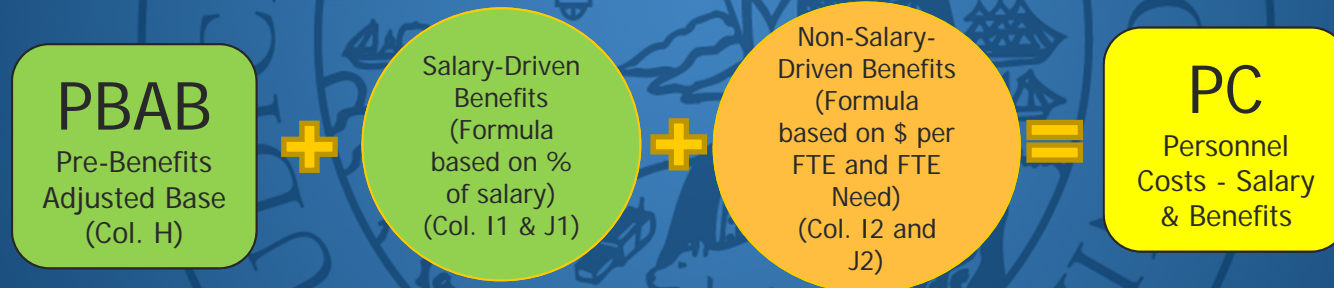 PBAB
Pre-Benefits
Adjusted Base
(Col. H)
Salary-Driven
Benefits
(Formula
based on %
of salary)
(Col. I1 & J1)
Non-Salary-
Driven Benefits
(Formula
based on $ per
FTE and FTE
Need)
(Col. I2 and
J2)
PC
Personnel
Costs - Salary
& Benefits